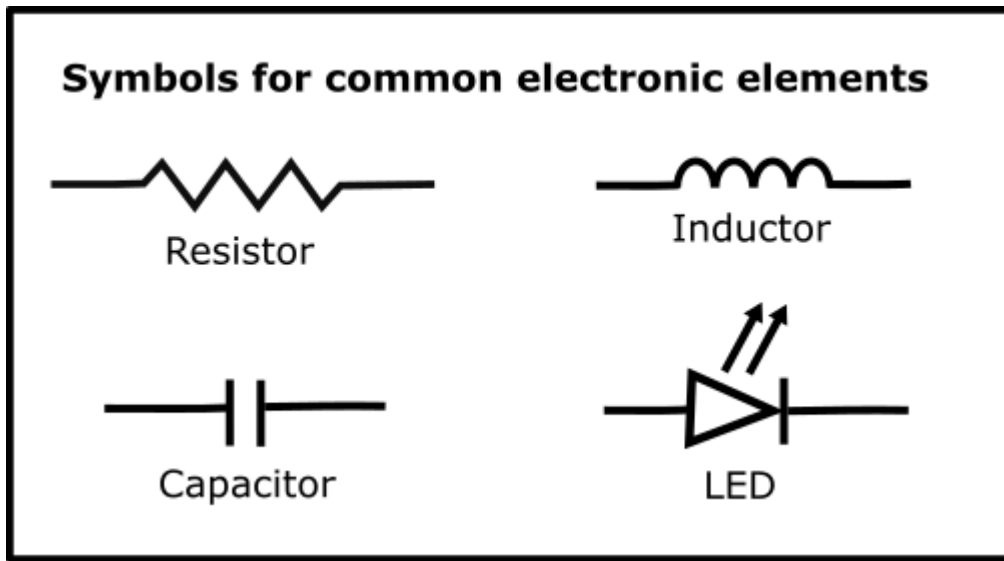 Symbols for common electronic elements
Resistor
Inductor
Capacitor
LED